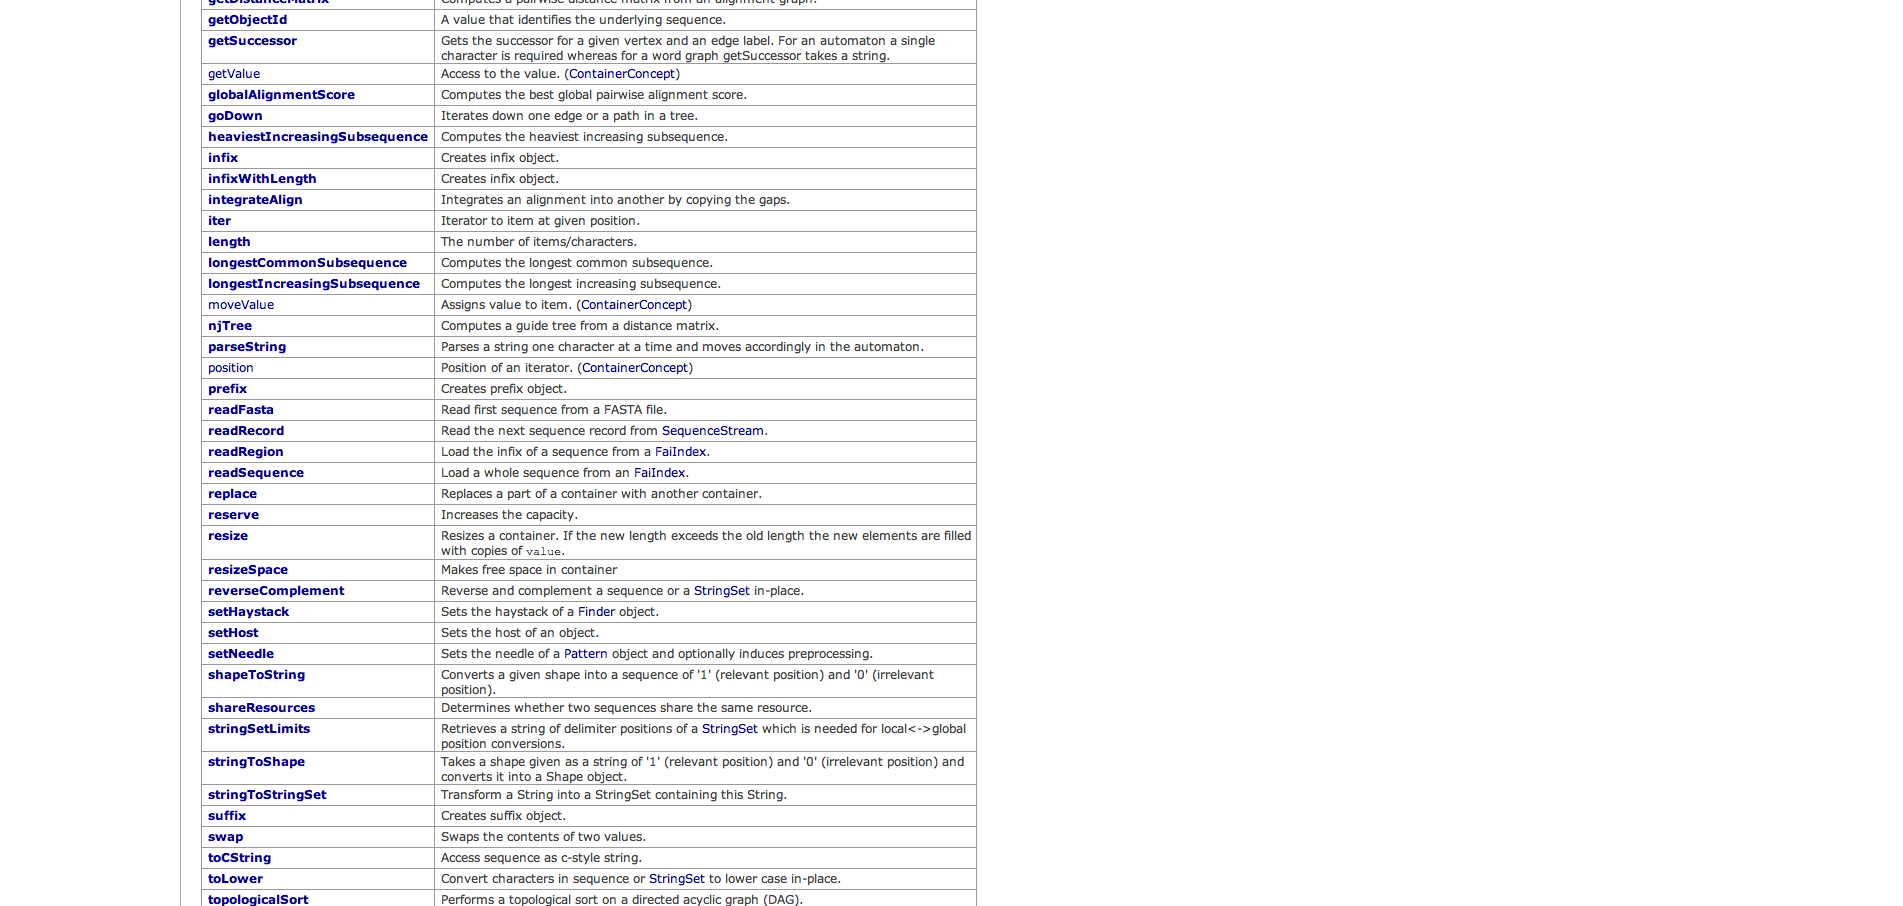 getDistanceMatrix Computes a pairwise distance matrix from an alignment graph.
getObjectId A value that identifies the underlying sequence.
getSuccessor Gets the successor for a given vertex and an edge label. For an automaton a single
character is required whereas for a word graph getSuccessor takes a string.
getValue Access to the value. (ContainerConcept)
globalAlignmentScore Computes the best global pairwise alignment score.
goDown Iterates down one edge or a path in a tree.
heaviestIncreasingSubsequence Computes the heaviest increasing subsequence.
infix Creates infix object.
infixWithLength Creates infix object.
integrateAlign Integrates an alignment into another by copying the gaps.
iter Iterator to item at given position.
length The number of items/characters.
longestCommonSubsequence Computes the longest common subsequence.
longestIncreasingSubsequence Computes the longest increasing subsequence.
moveValue Assigns value to item. (ContainerConcept)
njTree Computes a guide tree from a distance matrix.
parseString Parses a string one character at a time and moves accordingly in the automaton.
position Position of an iterator. (ContainerConcept)
prefix Creates prefix object.
readFasta Read first sequence from a FASTA file.
readRecord Read the next sequence record from SequenceStream.
readRegion Load the infix of a sequence from a FaiIndex.
readSequence Load a whole sequence from an FaiIndex.
replace Replaces a part of a container with another container.
reserve Increases the capacity.
resize Resizes a container. If the new length exceeds the old length the new elements are filled
with copies of value.
resizeSpace Makes free space in container
reverseComplement Reverse and complement a sequence or a StringSet in-place.
setHaystack Sets the haystack of a Finder object.
setHost Sets the host of an object.
setNeedle Sets the needle of a Pattern object and optionally induces preprocessing.
shapeToString Converts a given shape into a sequence of '1' (relevant position) and '0' (irrelevant
position).
shareResources Determines whether two sequences share the same resource.
stringSetLimits Retrieves a string of delimiter positions of a StringSet which is needed for local<->global
position conversions.
stringToShape Takes a shape given as a string of '1' (relevant position) and '0' (irrelevant position) and
converts it into a Shape object.
stringToStringSet Transform a String into a StringSet containing this String.
suffix Creates suffix object.
swap Swaps the contents of two values.
toCString Access sequence as c-style string.
toLower Convert characters in sequence or StringSet to lower case in-place.
topologicalSort Performs a topological sort on a directed acyclic graph (DAG).